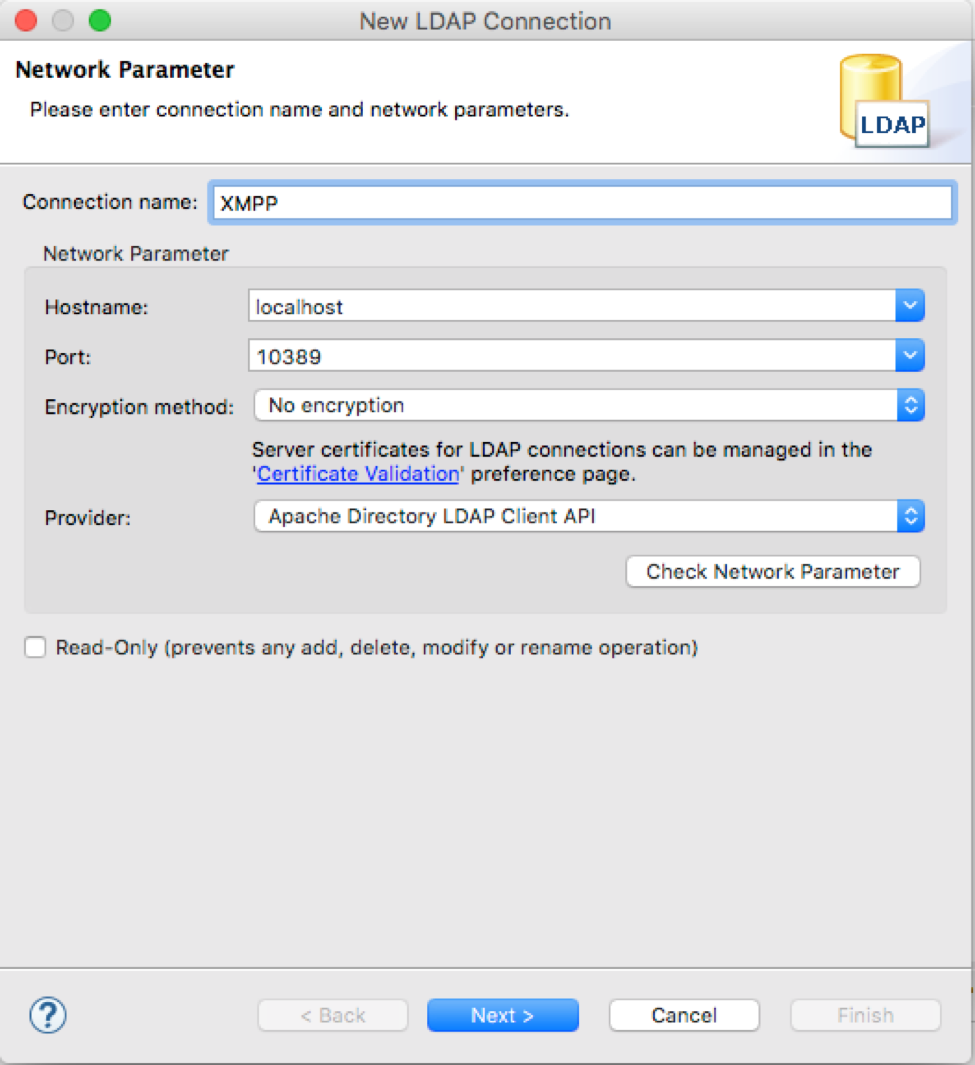 New LDAP Connection
Network Parameter
Please enter connection name and network parameters.
LDAP
Connection name: XMPP
Network Parameter
Hostname: localhost
Port: 10389
Encryption method: No encryption
Server certificates for LDAP connections can be managed in the
'Certificate Validation' preference page.
Provider: Apache Directory LDAP Client API
Check Network Parameter
Read-Only (prevents any add, delete, modify or rename operation)
? < Back Next > Cancel Finish